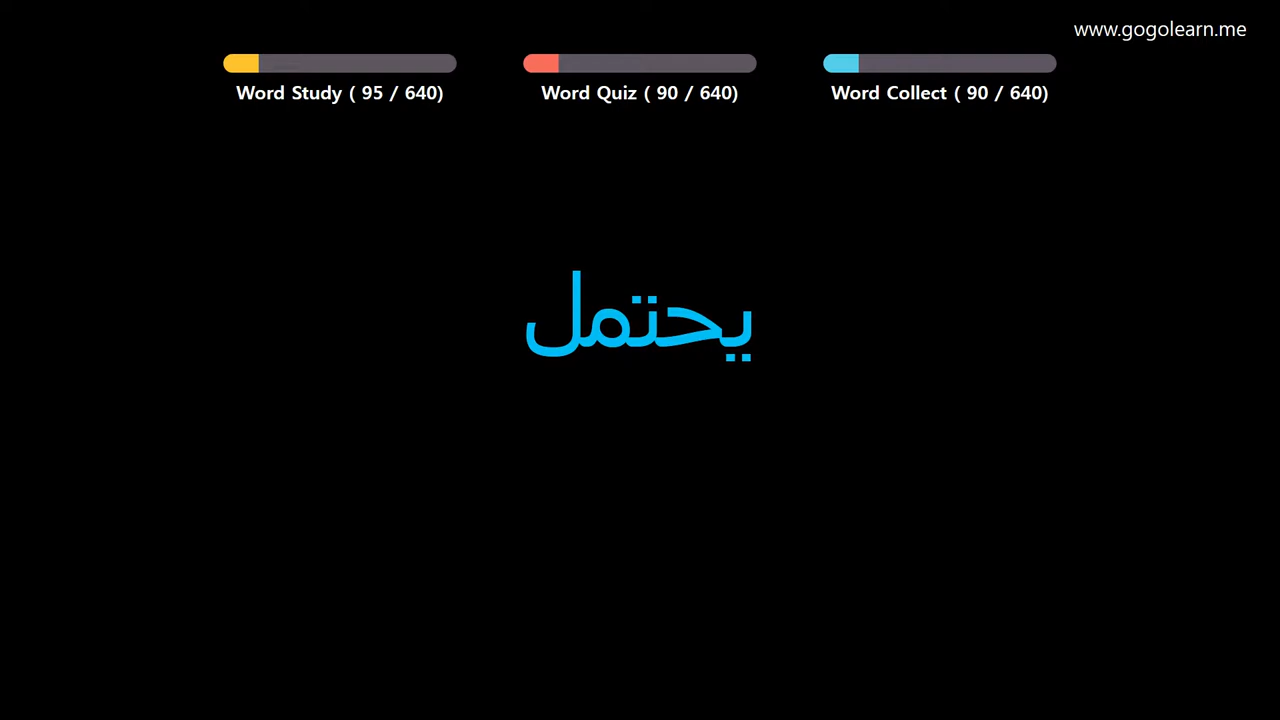 www.gogolearn.me
Word Study ( 95 / 640)
Word Quiz ( 90 / 640)
Word Collect ( 90 / 640)
يحتمل